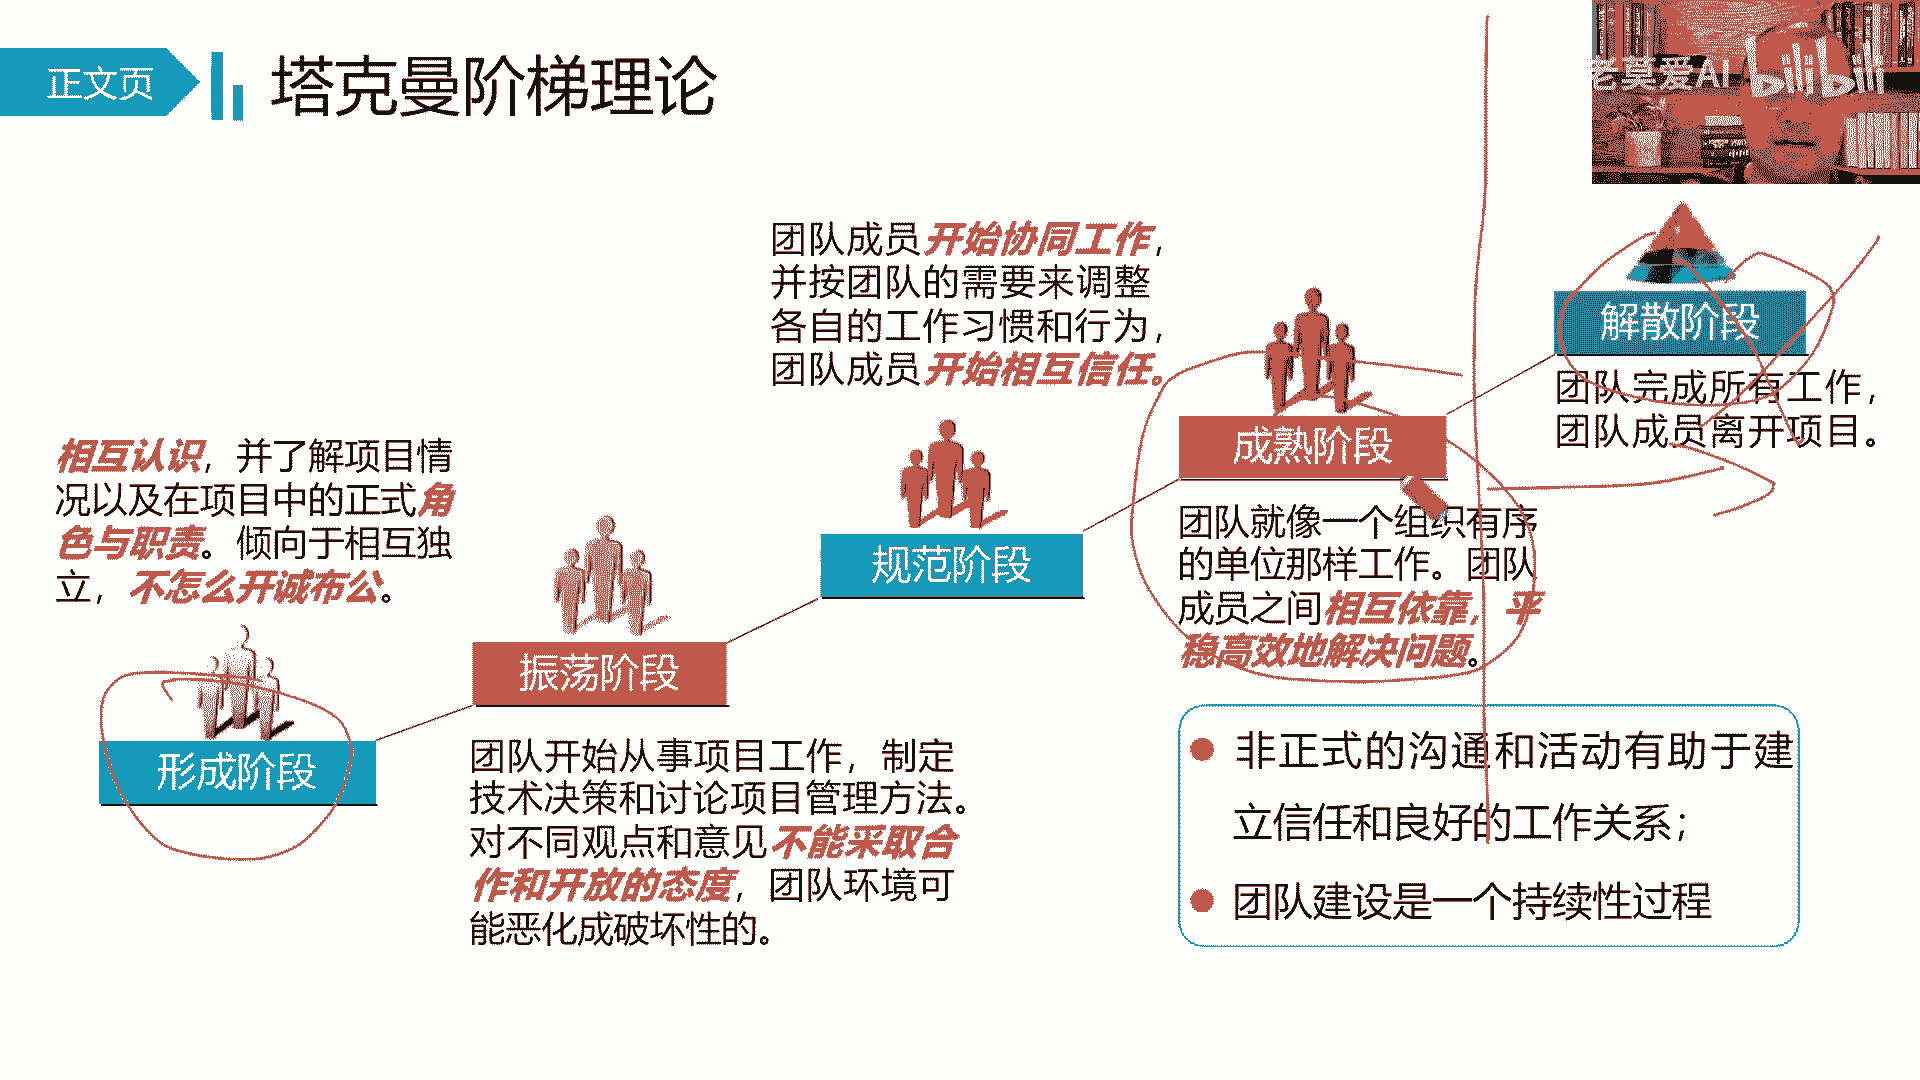 正文页
塔克曼阶梯理论
老莫爱AI
bilibili
团队成员开始协同工作，
并按团队的需要来调整
各自的工作习惯和行为，
团队成员开始相互信任。
解散阶段
团队完成所有工作，
团队成员离开项目。
成熟阶段
团队就像一个组织有序
的单位那样工作。团队
成员之间相互依靠，平
稳高效地解决问题。
规范阶段
相互认识，并了解项目情
况以及在项目中的正式角
色与职责。倾向于相互独
立，不怎么开诚布公。
振荡阶段
形成阶段
团队开始从事项目工作，制定
技术决策和讨论项目管理方法。
对不同观点和意见不能采取合
作和开放的态度，团队环境可
能恶化成破坏性的。
非正式的沟通和活动有助于建
立信任和良好的工作关系；
团队建设是一个持续性过程